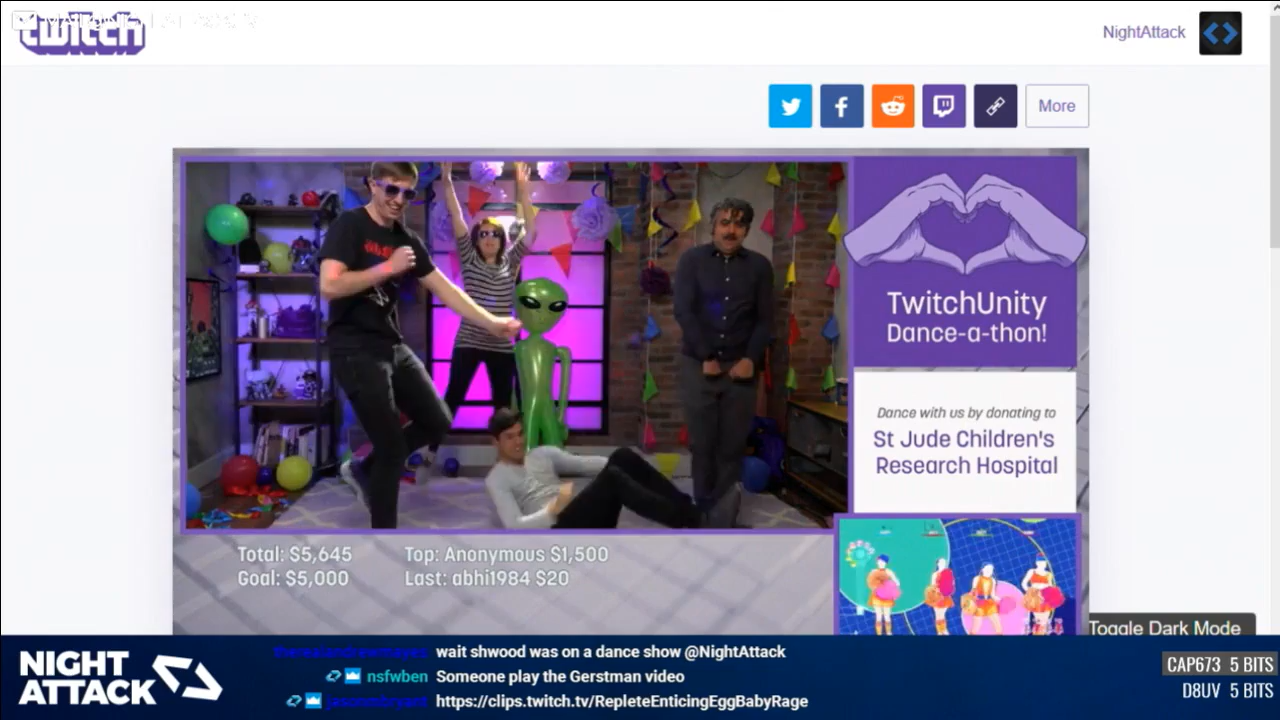 twitch
NightAttack
More
TwitchUnity
Dance-a-thon!
Dance with us by donating to
St Jude Children's
Research Hospital
Total: $5,645
Goal: $5,000
Top: Anonymous $1,500
Last: abhi1984 $20
Toggle Dark Mode
NIGHT
ATTACK
therealandrewmayes wait shwood was on a dance show @NightAttack
nsfwben Someone play the Gerstman video
jasonmbryant https://clips.twitch.tv/RepleteEnticingEggBabyRage
CAP673 5 BITS
D8UV 5 BITS